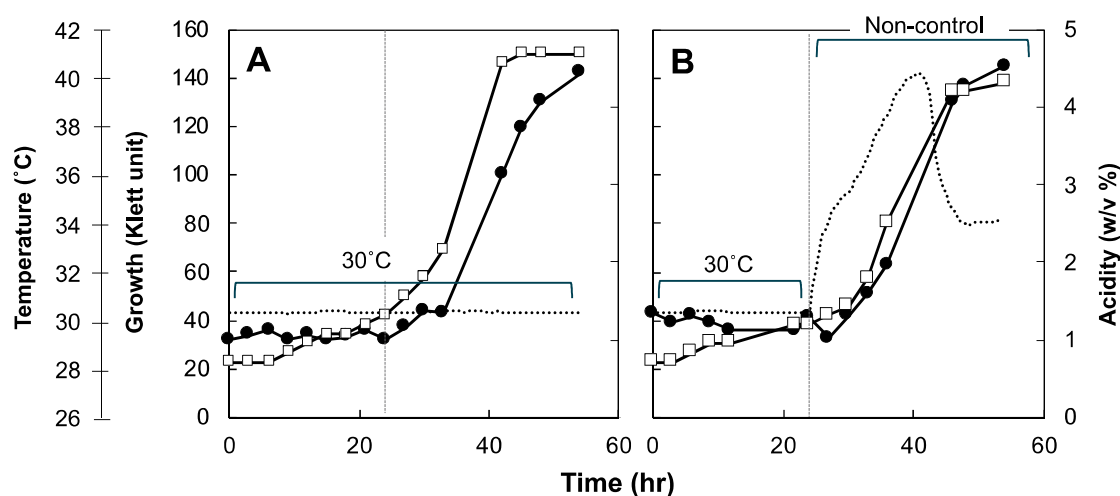 Non-control
42 160 A B 5
40 140
38 120 4
36 100
34 80 3
30˚C 30˚C
32 60 2
30 40
28 20 1
26 0 0
0 20 40 60 0 20 40 60
Time (hr)
Temperature (˚C)
Growth (Klett unit)
Acidity (w/v %)